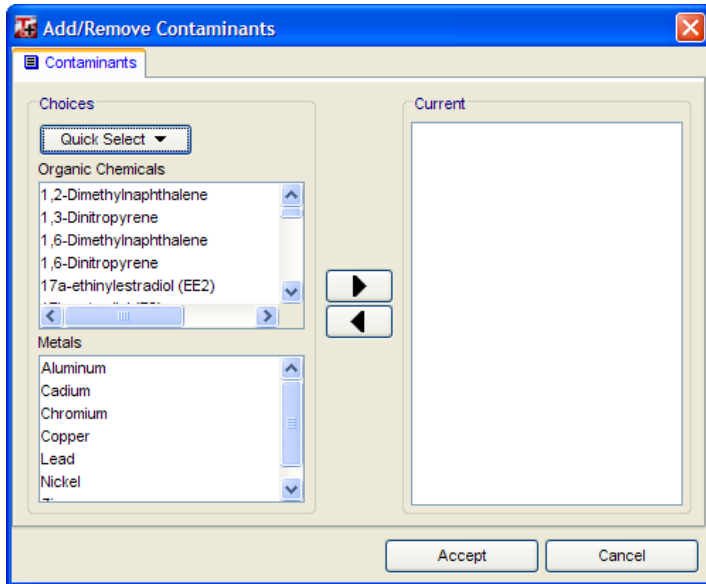 Add/Remove Contaminants
Contaminants
Choices
Quick Select
Organic Chemicals
1,2-Dimethylnaphthalene
1,3-Dinitropyrene
1,6-Dimethylnaphthalene
1,6-Dinitropyrene
17a-ethinylestradiol (EE2)
Metals
Aluminum
Cadium
Chromium
Copper
Lead
Nickel
Current
Accept
Cancel